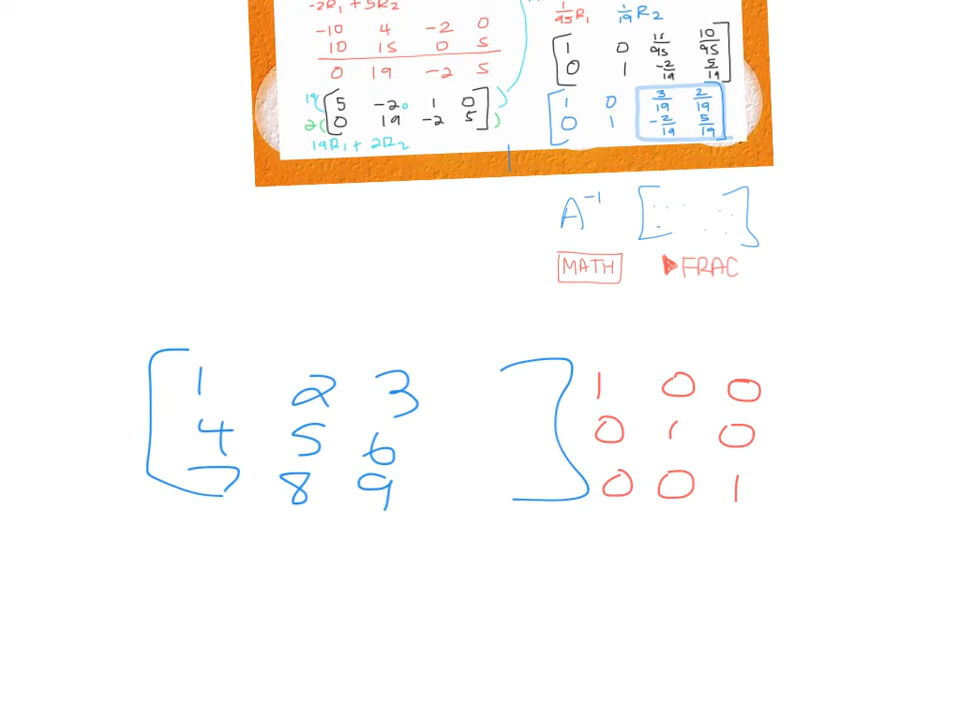 -2R₁ + 5R₂
-10 4 -2 0
10 15 0 5
0 19 -2 5
19( [5 -2 1 0] )
2( [0 19 -2 5] )
19R₁ + 2R₂
1/95 R₁ 1/19 R₂
[1 0 15/95 10/95]
[0 1 -2/19 5/19]
[1 0 3/19 2/19]
[0 1 -2/19 5/19]
A⁻¹ [ ]
MATH ▶FRAC
[1 2 3] 1 0 0
[4 5 6] 0 1 0
[7 8 9] 0 0 1